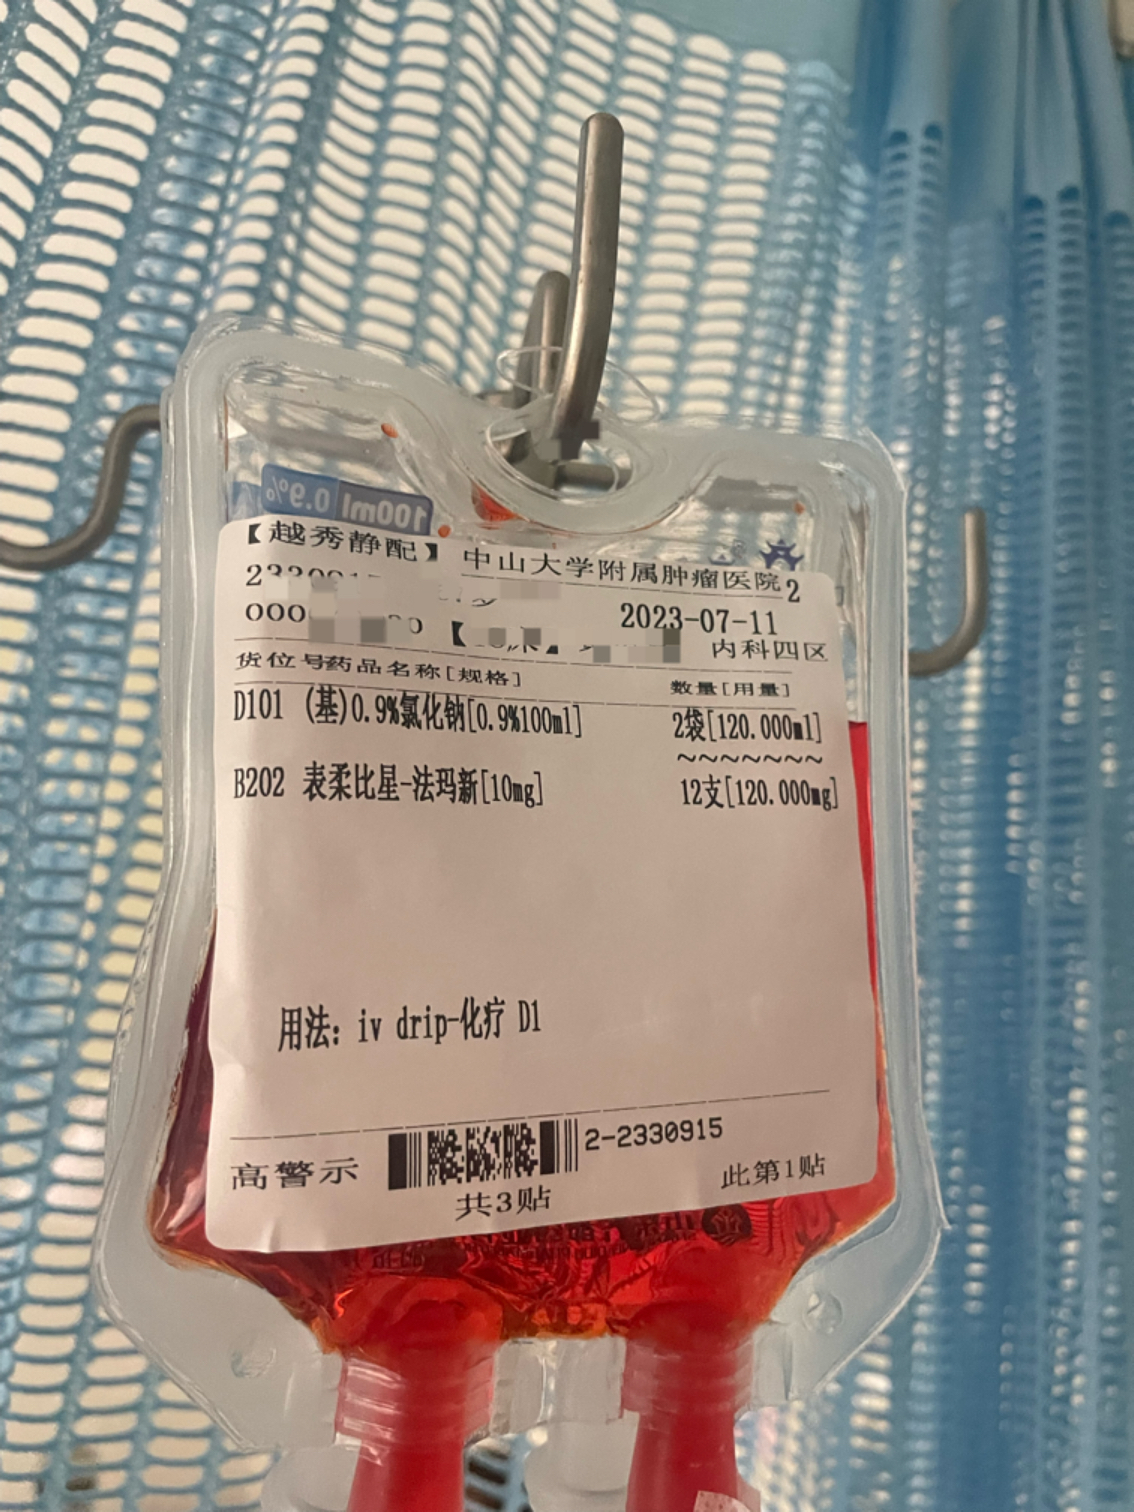 100ml 0.9%
【越秀静配】 中山大学附属肿瘤医院2
2023-07-11
内科四区
货位号药品名称[规格] 数量[用量]
D101 (基)0.9%氯化钠[0.9%100ml] 2袋[120.000ml]
~~~~~~~
B202 表柔比星-法玛新[10mg] 12支[120.000mg]
用法: iv drip-化疗 D1
高警示 2-2330915
共3贴 此第1贴